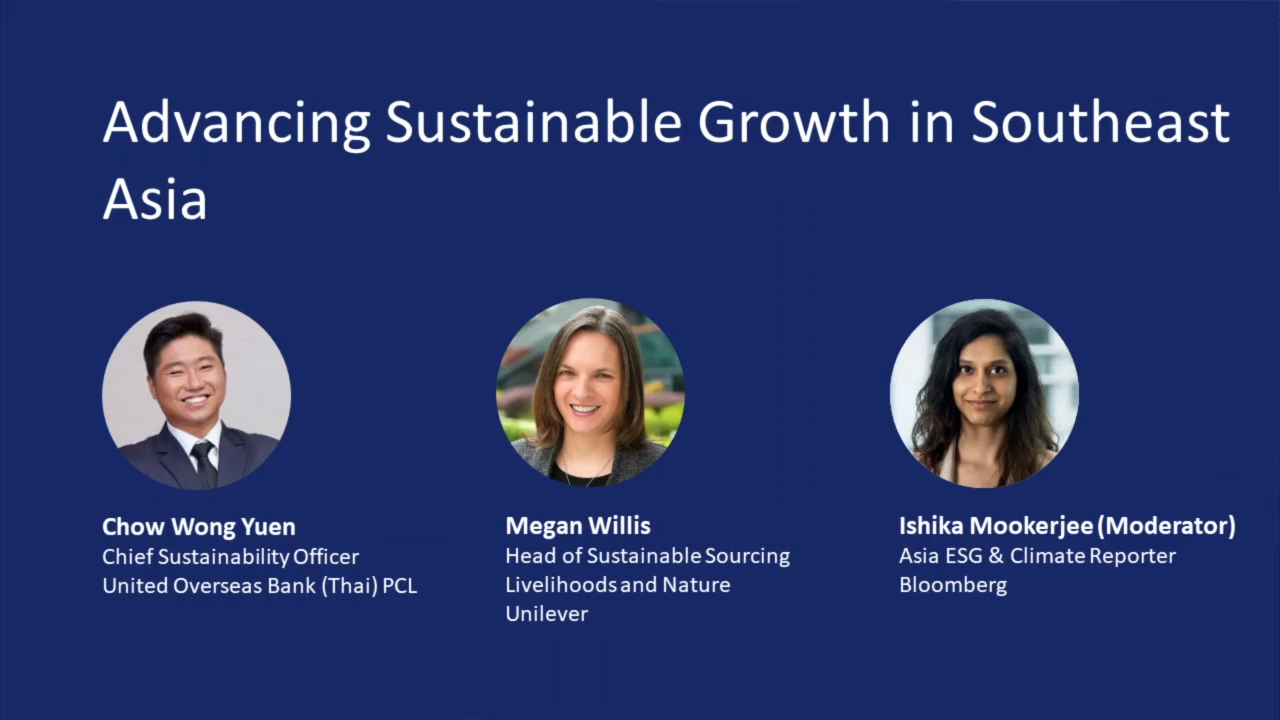 Advancing Sustainable Growth in Southeast
Asia
Chow Wong Yuen
Chief Sustainability Officer
United Overseas Bank (Thai) PCL
Megan Willis
Head of Sustainable Sourcing
Livelihoods and Nature
Unilever
Ishika Mookerjee (Moderator)
Asia ESG & Climate Reporter
Bloomberg